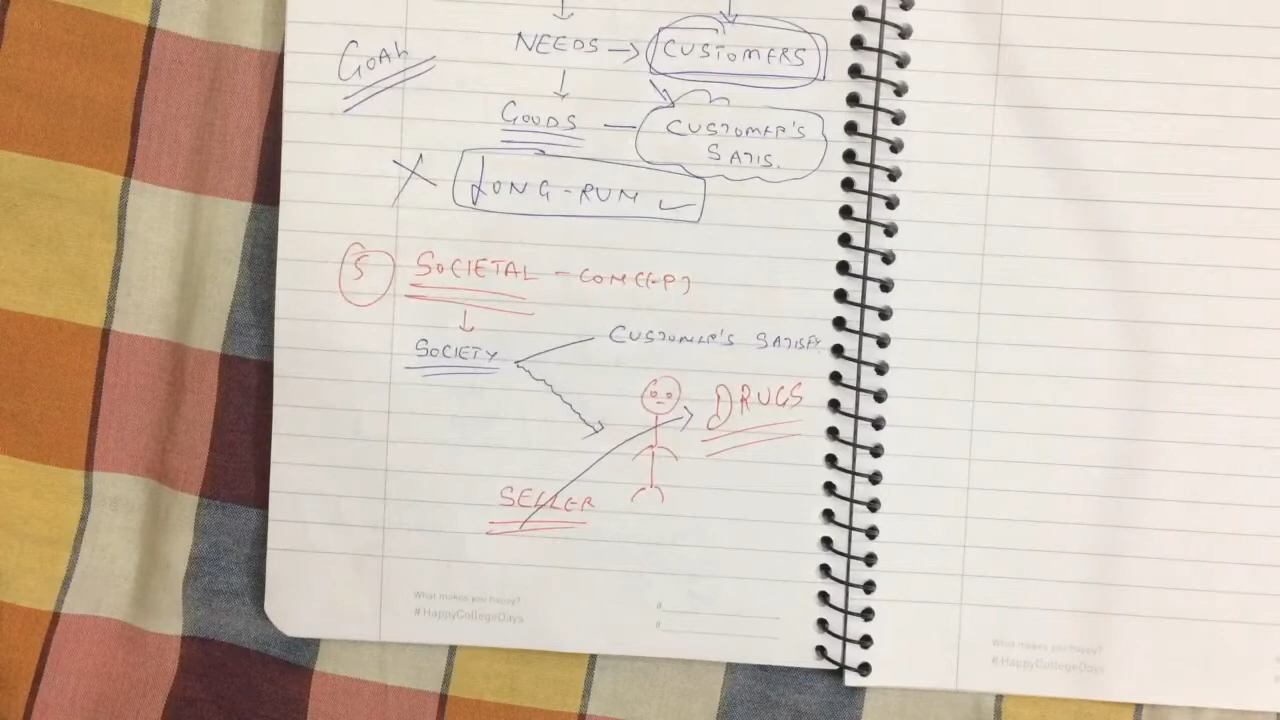 NEEDS → CUSTOMERS
GOAL
GOODS — CUSTOMER'S
SATIS.
X LONG-RUN ✓
5 SOCIETAL - CONCEPT
SOCIETY
CUSTOMER'S SATISFY
DRUGS
SELLER
What makes you happy?
#HappyCollegeDays
#
#
What makes you happy?
#HappyCollegeDays